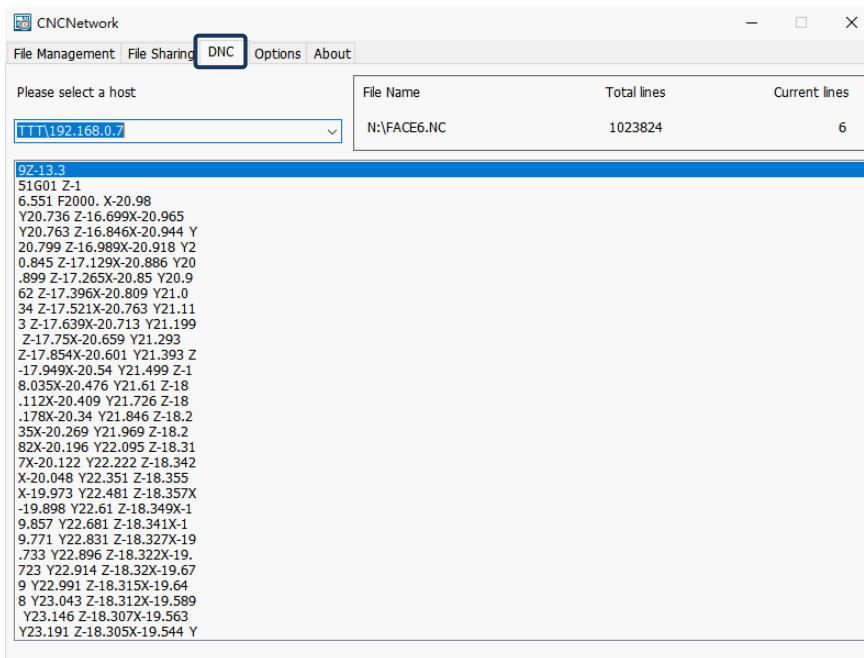 CNCNetwork
File Management File Sharing DNC Options About
Please select a host
File Name Total lines Current lines
TTT\192.168.0.7
N:\FACE6.NC 1023824 6
9Z-13.3
51G01 Z-1
6.551 F2000. X-20.98
Y20.736 Z-16.699X-20.965
Y20.763 Z-16.846X-20.944 Y
20.799 Z-16.989X-20.918 Y2
0.845 Z-17.129X-20.886 Y20
.899 Z-17.265X-20.85 Y20.9
62 Z-17.396X-20.809 Y21.0
34 Z-17.521X-20.763 Y21.11
3 Z-17.639X-20.713 Y21.199
Z-17.75X-20.659 Y21.293
Z-17.854X-20.601 Y21.393 Z
-17.949X-20.54 Y21.499 Z-1
8.035X-20.476 Y21.61 Z-18
.112X-20.409 Y21.726 Z-18
.178X-20.34 Y21.846 Z-18.2
35X-20.269 Y21.969 Z-18.2
82X-20.196 Y22.095 Z-18.31
7X-20.122 Y22.222 Z-18.342
X-20.048 Y22.351 Z-18.355
X-19.973 Y22.481 Z-18.357X
-19.898 Y22.61 Z-18.349X-1
9.857 Y22.681 Z-18.341X-1
9.771 Y22.831 Z-18.327X-19
.733 Y22.896 Z-18.322X-19.
723 Y22.914 Z-18.32X-19.67
9 Y22.991 Z-18.315X-19.64
8 Y23.043 Z-18.312X-19.589
Y23.146 Z-18.307X-19.563
Y23.191 Z-18.305X-19.544 Y